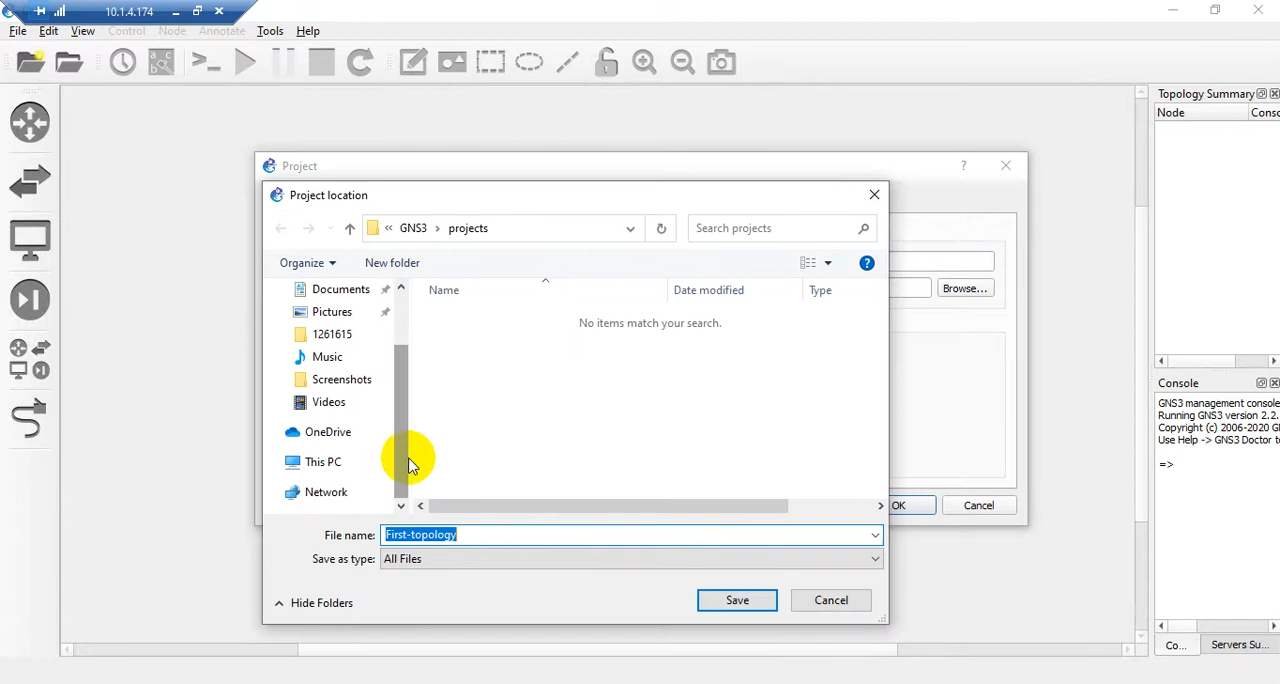 10.1.4.174
File Edit View Control Node Annotate Tools Help
Topology Summary
Node Conso
Project
?
Project location
« GNS3 › projects
Search projects
Organize
New folder
Browse...
Documents
Name Date modified Type
Pictures
No items match your search.
1261615
Music
Screenshots
Videos
OneDrive
This PC
Network
Console
GNS3 management console
Running GNS3 version 2.2.
Copyright (c) 2006-2020 G
Use Help -> GNS3 Doctor to
=>
OK Cancel
File name: First-topology
Save as type: All Files
Hide Folders
Save Cancel
Co... Servers Su...